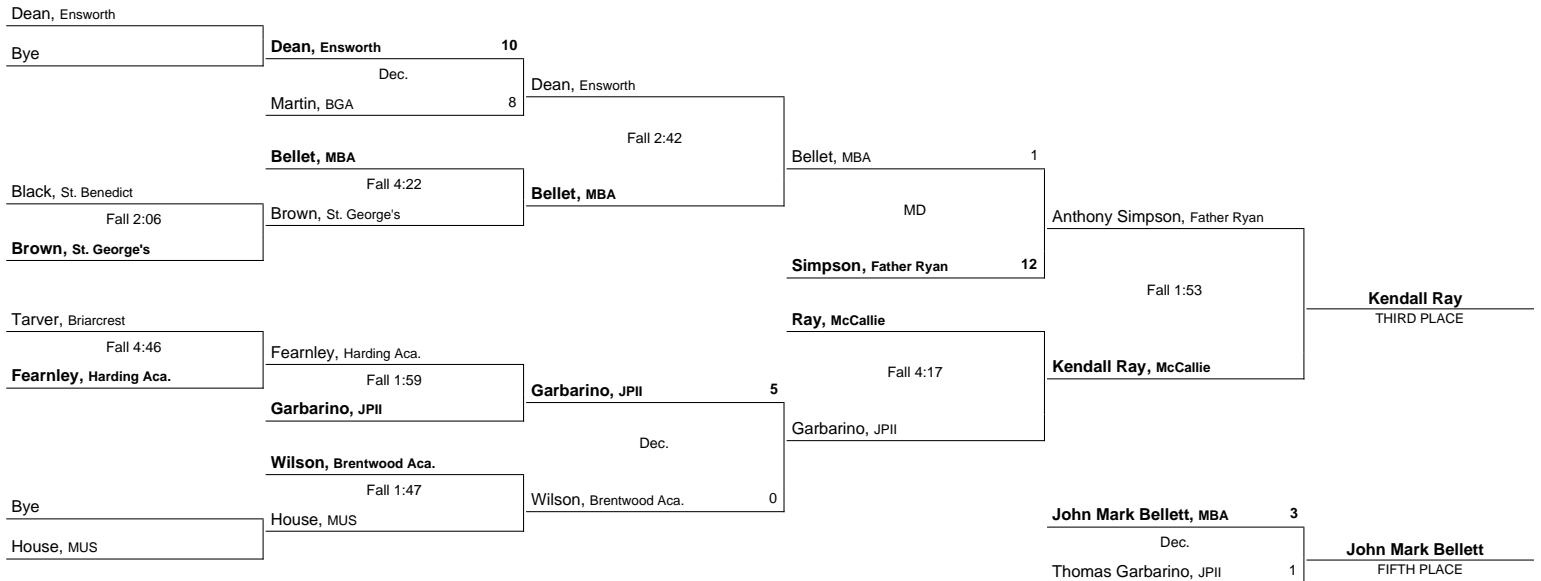 Dean, Ensworth
Bye
Dean, Ensworth 10
Dec.
Martin, BGA 8
Dean, Ensworth
Fall 2:42
Bellet, MBA
Fall 4:22
Brown, St. George's
Bellet, MBA
Black, St. Benedict
Fall 2:06
Brown, St. George's
Bellet, MBA 1
MD
Simpson, Father Ryan 12
Anthony Simpson, Father Ryan
Fall 1:53
Kendall Ray, McCallie
Kendall Ray
THIRD PLACE
Tarver, Briarcrest
Fall 4:46
Fearnley, Harding Aca.
Fearnley, Harding Aca.
Fall 1:59
Garbarino, JPII
Garbarino, JPII 5
Dec.
Wilson, Brentwood Aca. 0
Ray, McCallie
Fall 4:17
Garbarino, JPII
Wilson, Brentwood Aca.
Fall 1:47
House, MUS
Bye
House, MUS
John Mark Bellett, MBA 3
Dec.
Thomas Garbarino, JPII 1
John Mark Bellett
FIFTH PLACE